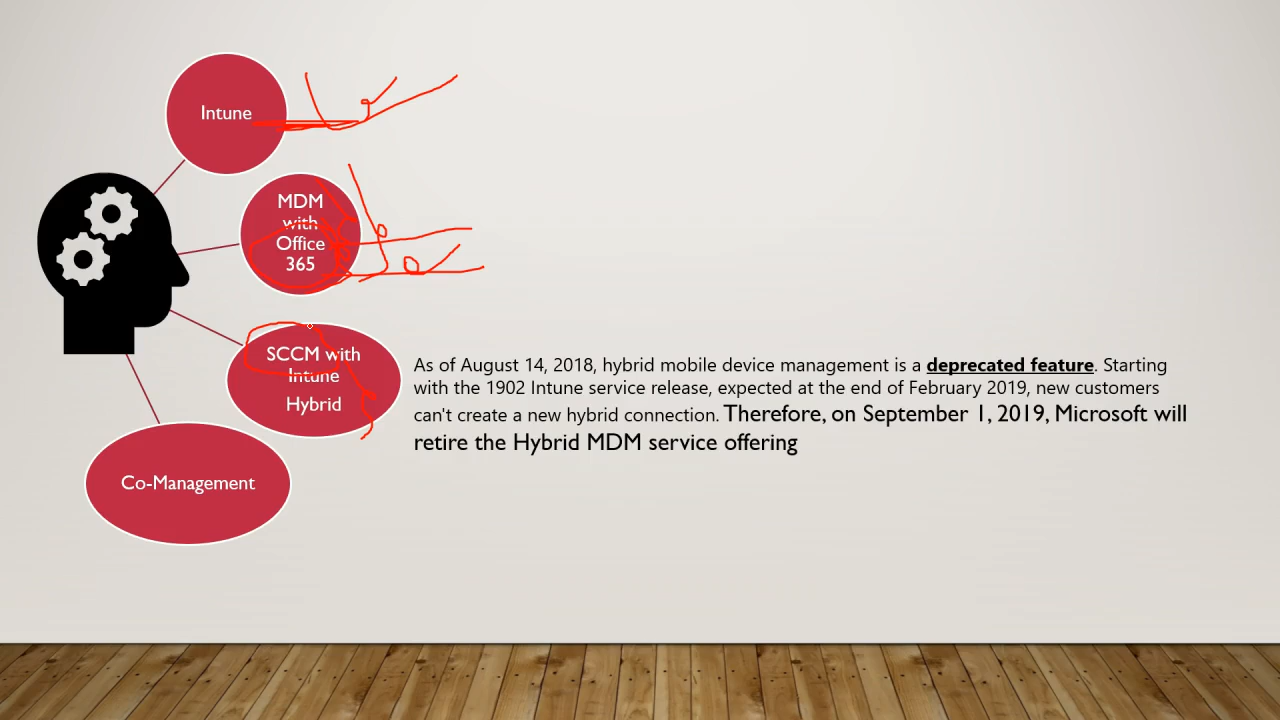 Intune
MDM
with
Office
365
SCCM with
Intune
Hybrid
Co-Management
As of August 14, 2018, hybrid mobile device management is a deprecated feature. Starting
with the 1902 Intune service release, expected at the end of February 2019, new customers
can't create a new hybrid connection. Therefore, on September 1, 2019, Microsoft will
retire the Hybrid MDM service offering